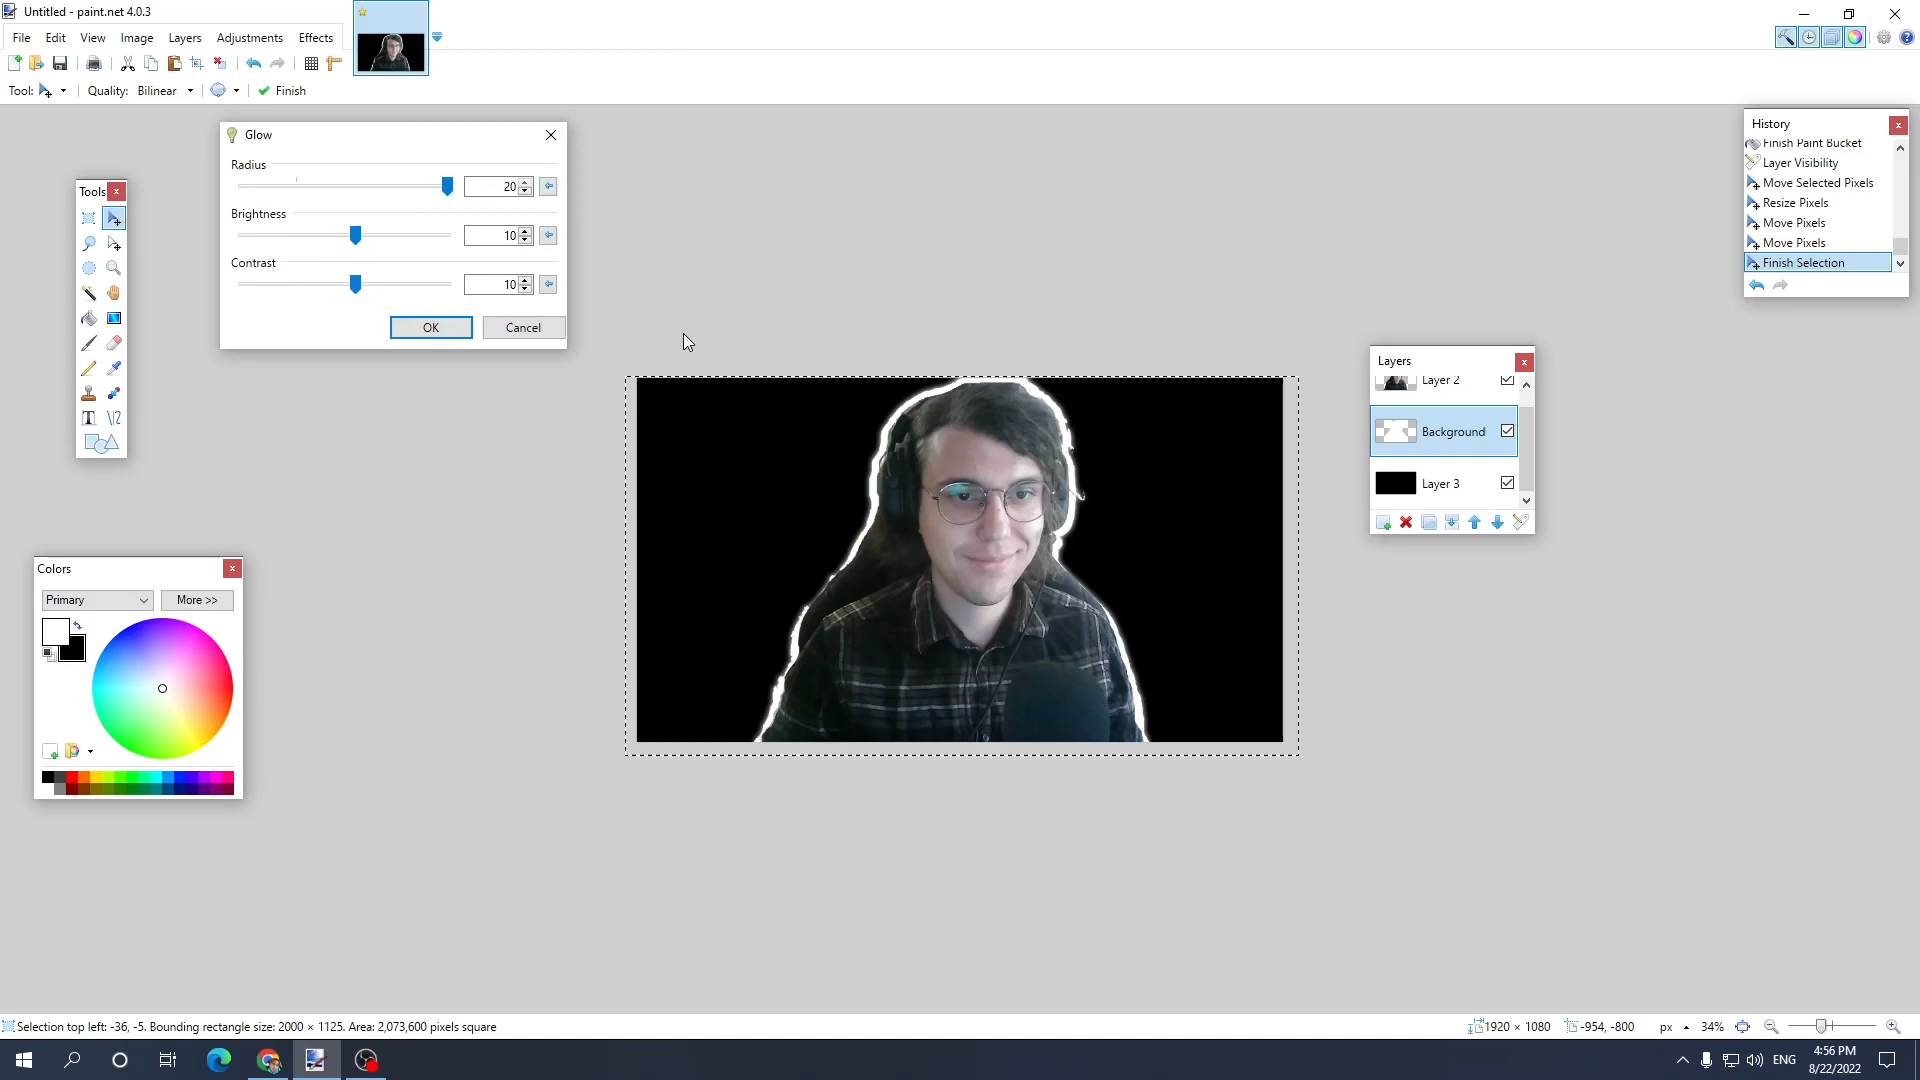 Untitled - paint.net 4.0.3
File Edit View Image Layers Adjustments Effects
Tool: Quality: Bilinear Finish
Glow
Radius
20
Brightness
10
Contrast
10
OK Cancel
Tools
History
Finish Paint Bucket
Layer Visibility
Move Selected Pixels
Resize Pixels
Move Pixels
Move Pixels
Finish Selection
Layers
Layer 2
Background
Layer 3
Colors
Primary More >>
Selection top left: -36, -5. Bounding rectangle size: 2000 × 1125. Area: 2,073,600 pixels square
1920 × 1080 -954, -800 px 34%
ENG
4:56 PM
8/22/2022